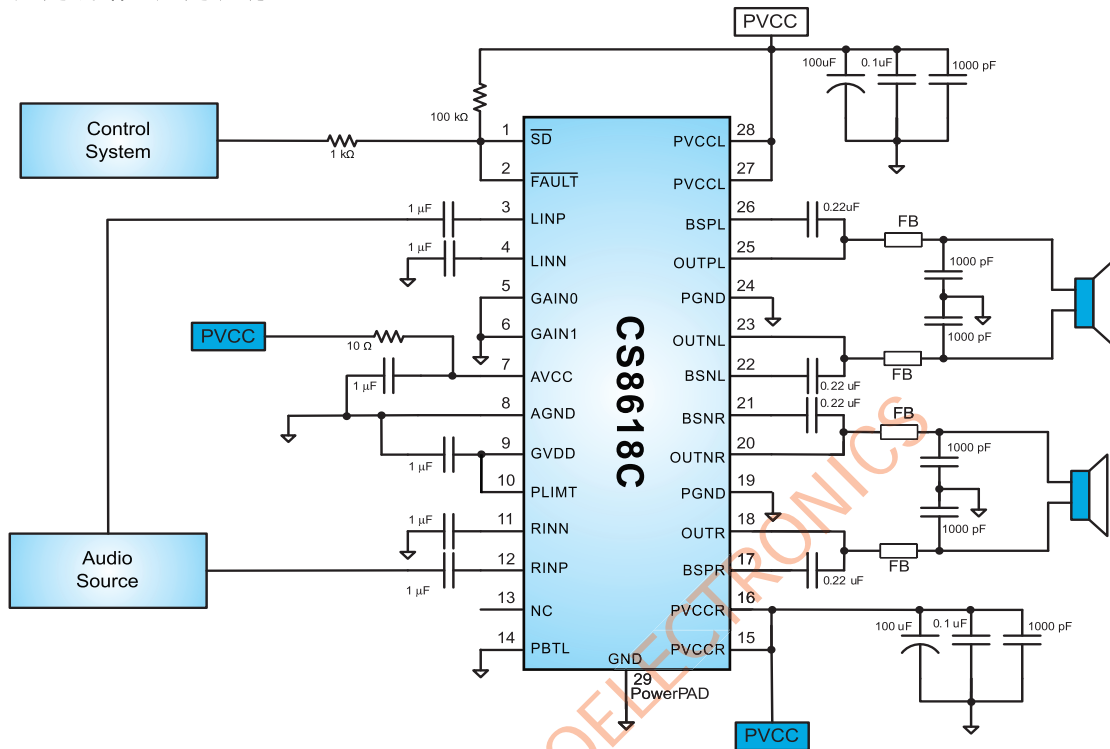 PVCC
100uF
0.1uF
1000 pF
Control
System
100 kΩ
1 kΩ
1 SD
2 FAULT
1 μF
3 LINP
1 μF
4 LINN
5 GAIN0
6 GAIN1
PVCC
10 Ω
1 μF
7 AVCC
8 AGND
1 μF
9 GVDD
10 PLIMT
1 μF
11 RINN
12 RINP
1 μF
Audio
Source
13 NC
14 PBTL
CS8618C
GND
29
PowerPAD
28 PVCCL
27 PVCCL
26 BSPL
0.22uF
25 OUTPL
FB
1000 pF
24 PGND
1000 pF
23 OUTNL
FB
22 BSNL
0.22 uF
0.22 uF
21 BSNR
FB
20 OUTNR
1000 pF
19 PGND
1000 pF
18 OUTR
FB
17 BSPR
0.22 uF
16 PVCCR
15 PVCCR
100 uF
0.1 uF
1000 pF
PVCC
OELECTRONICS